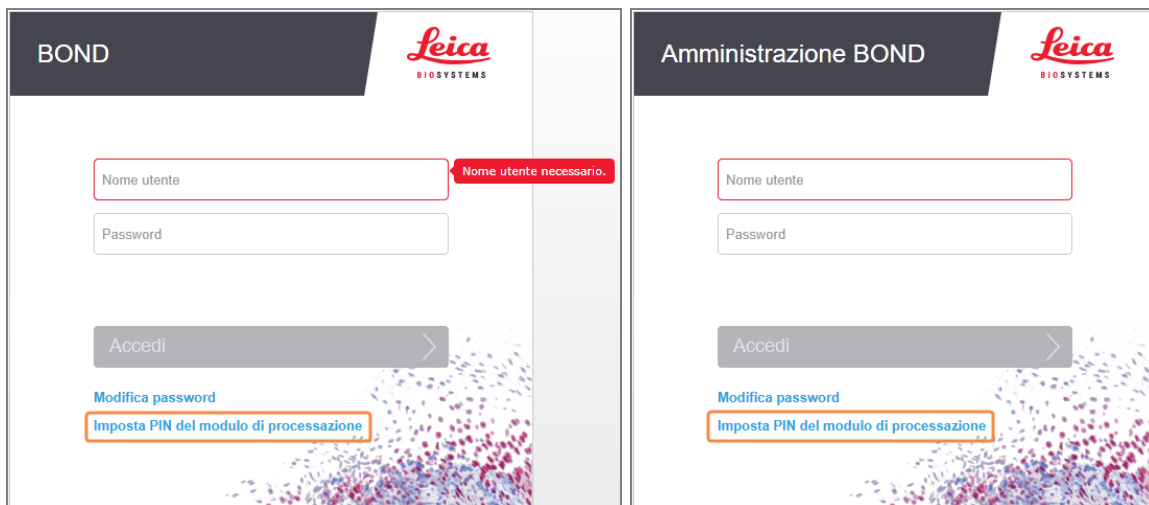 BOND
Leica
BIOSYSTEMS
Nome utente
Nome utente necessario.
Password
Accedi
Modifica password
Imposta PIN del modulo di processazione
Amministrazione BOND
Leica
BIOSYSTEMS
Nome utente
Password
Accedi
Modifica password
Imposta PIN del modulo di processazione